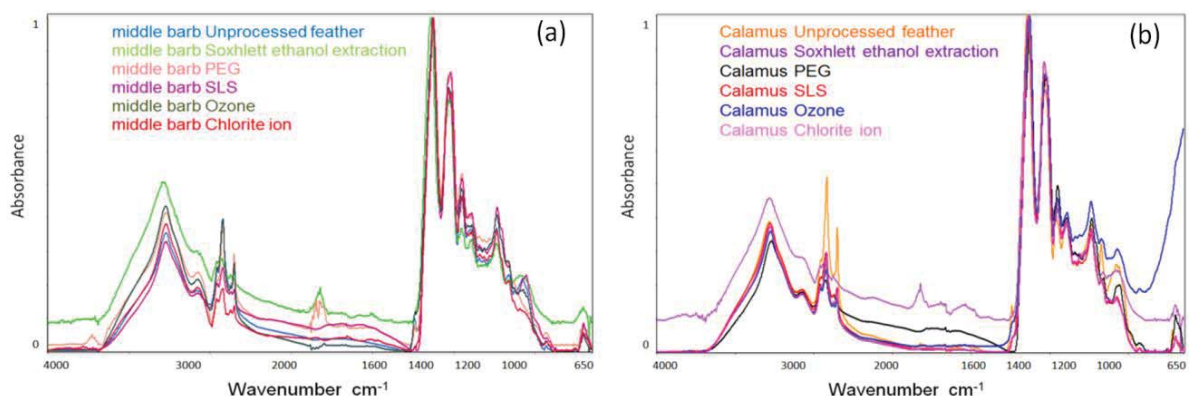 (a)
1
middle barb Unprocessed feather
middle barb Soxhlett ethanol extraction
middle barb PEG
middle barb SLS
middle barb Ozone
middle barb Chlorite ion
Absorbance
0
4000 3000 2000 1600 1400 1200 1000 650
Wavenumber cm-1
(b)
1
Calamus Unprocessed feather
Calamus Soxhlett ethanol extraction
Calamus PEG
Calamus SLS
Calamus Ozone
Calamus Chlorite ion
Absorbance
0
4000 3000 2000 1600 1400 1200 1000 650
Wavenumber cm-1